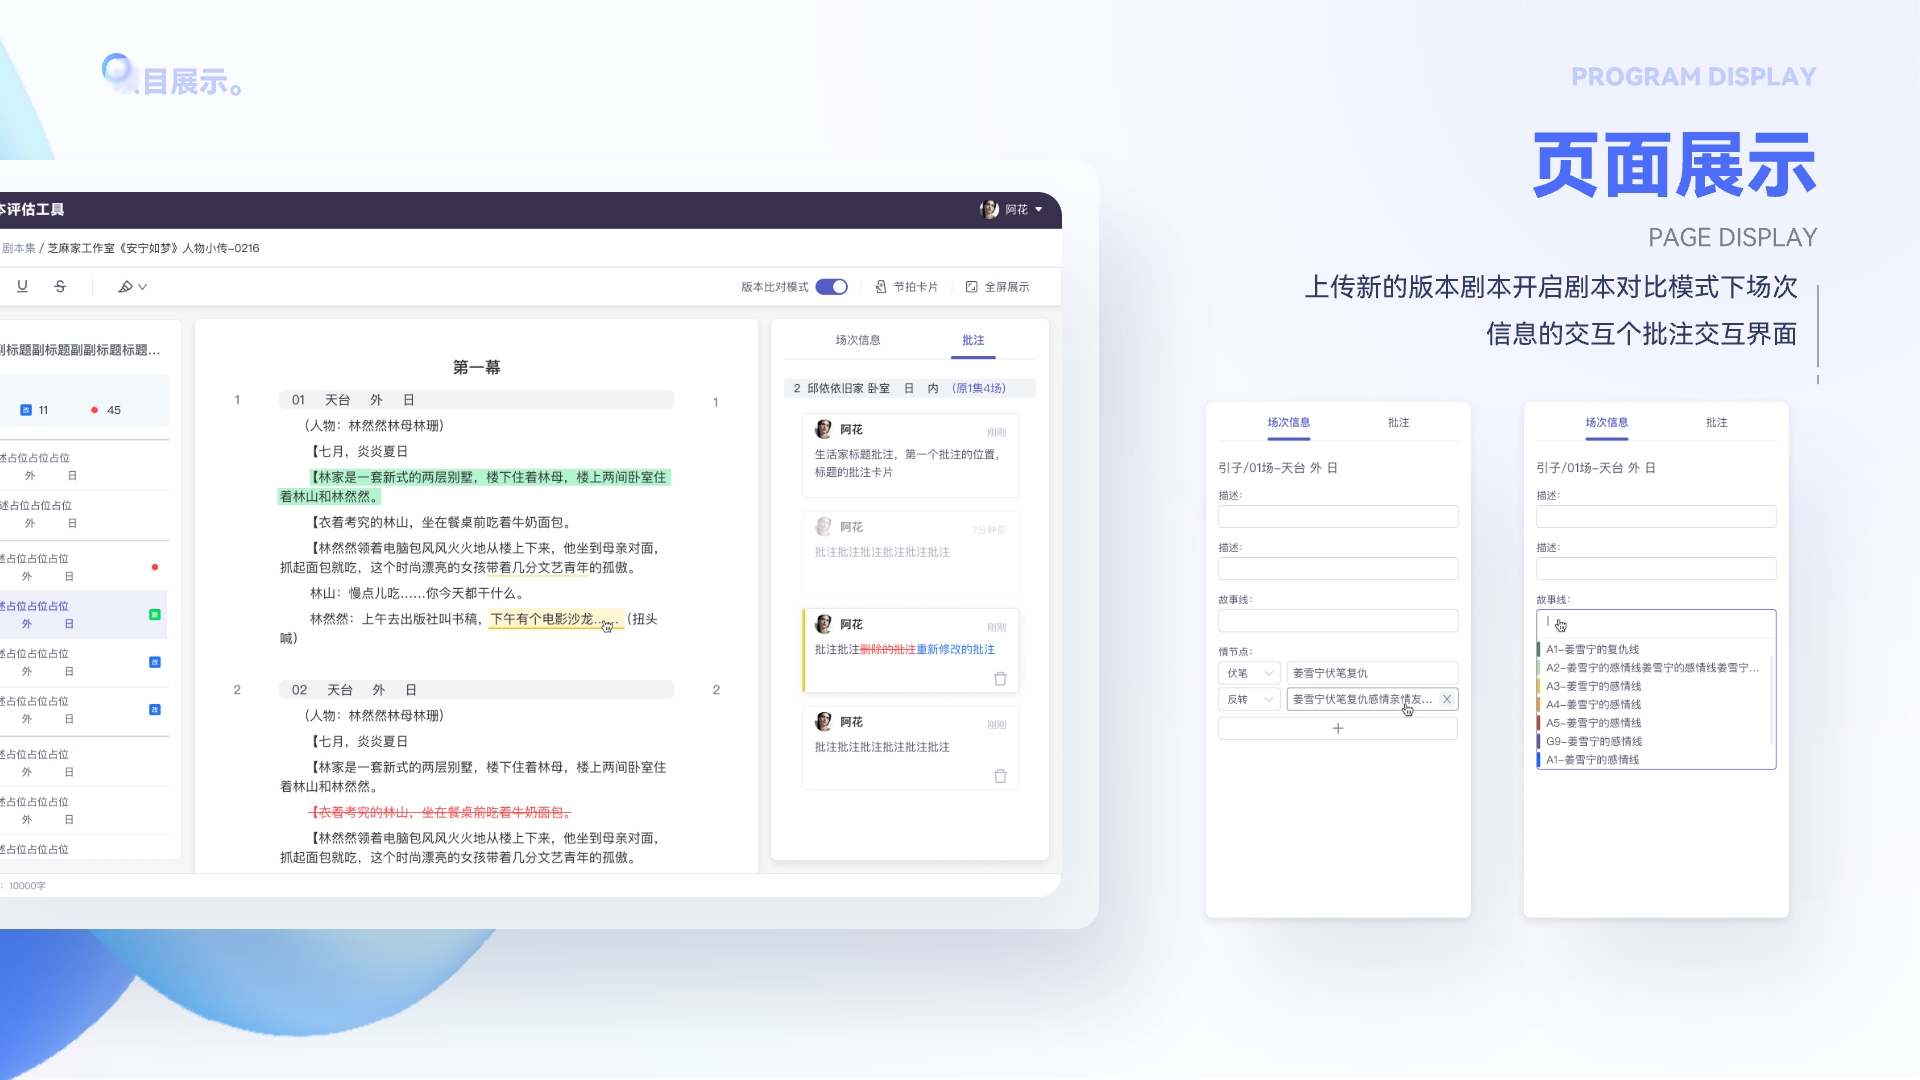 目展示。
PROGRAM DISPLAY
页面展示
PAGE DISPLAY
上传新的版本剧本开启剧本对比模式下场次
信息的交互个批注交互界面
本评估工具
阿花
剧本集 / 芝麻家工作室《安宁如梦》人物小传-0216
U S
版本比对模式
节拍卡片
全屏展示
副标题副标题副副标题标题...
改 11
45
述占位占位占位
外 日
述占位占位占位
外 日
述占位占位占位
外 日
述占位占位占位
外 日
新
述占位占位占位
外 日
改
述占位占位占位
外 日
改
述占位占位占位
外 日
述占位占位占位
外 日
述占位占位占位
：10000字
第一幕
1 01 天台 外 日 1
（人物：林然然林母林珊）
【七月，炎炎夏日
【林家是一套新式的两层别墅，楼下住着林母，楼上两间卧室住
着林山和林然然。
【衣着考究的林山，坐在餐桌前吃着牛奶面包。
【林然然领着电脑包风风火火地从楼上下来，他坐到母亲对面，
抓起面包就吃，这个时尚漂亮的女孩带着几分文艺青年的孤傲。
林山：慢点儿吃……你今天都干什么。
林然然：上午去出版社叫书稿，下午有个电影沙龙……（扭头
喊）
2 02 天台 外 日 2
（人物：林然然林母林珊）
【七月，炎炎夏日
【林家是一套新式的两层别墅，楼下住着林母，楼上两间卧室住
着林山和林然然。
【衣着考究的林山，坐在餐桌前吃着牛奶面包。
【林然然领着电脑包风风火火地从楼上下来，他坐到母亲对面，
抓起面包就吃，这个时尚漂亮的女孩带着几分文艺青年的孤傲。
场次信息 批注
2 邱依依旧家 卧室 日 内 （原1集4场）
阿花 刚刚
生活家标题批注，第一个批注的位置，
标题的批注卡片
阿花 7分钟前
批注批注批注批注批注批注
阿花 刚刚
批注批注删除的批注重新修改的批注
阿花 刚刚
批注批注批注批注批注批注
场次信息 批注
引子/01场-天台 外 日
描述：
描述：
故事线：
情节点：
伏笔 姜雪宁伏笔复仇
反转 姜雪宁伏笔复仇感情亲情友... X
+
场次信息 批注
引子/01场-天台 外 日
描述：
描述：
故事线：
A1-姜雪宁的复仇线
A2-姜雪宁的感情线姜雪宁的感情线姜雪宁...
A3-姜雪宁的感情线
A4-姜雪宁的感情线
A5-姜雪宁的感情线
G9-姜雪宁的感情线
A1-姜雪宁的感情线